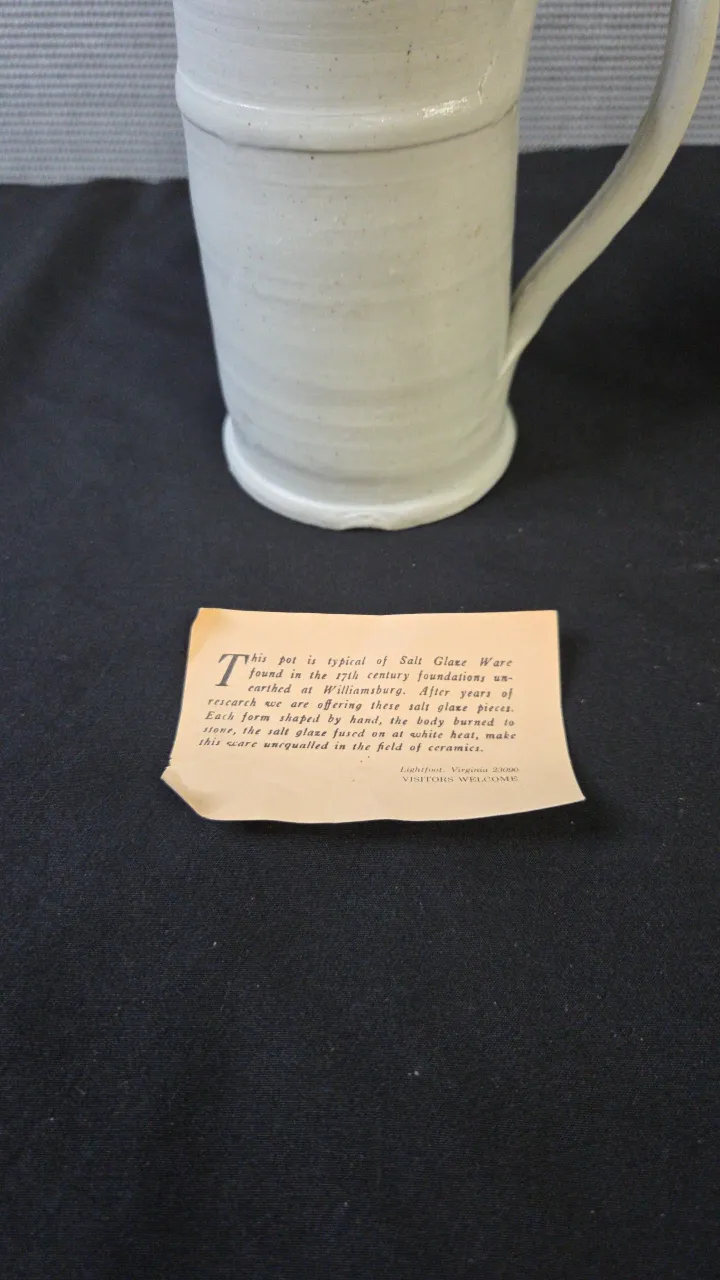 This pot is typical of Salt Glaze Ware
found in the 17th century foundations un-
earthed at Williamsburg. After years of
research we are offering these salt glaze pieces.
Each form shaped by hand, the body burned to
stone, the salt glaze fused on at white heat, make
this ware unequalled in the field of ceramics.
Lightfoot, Virginia 23090
VISITORS WELCOME